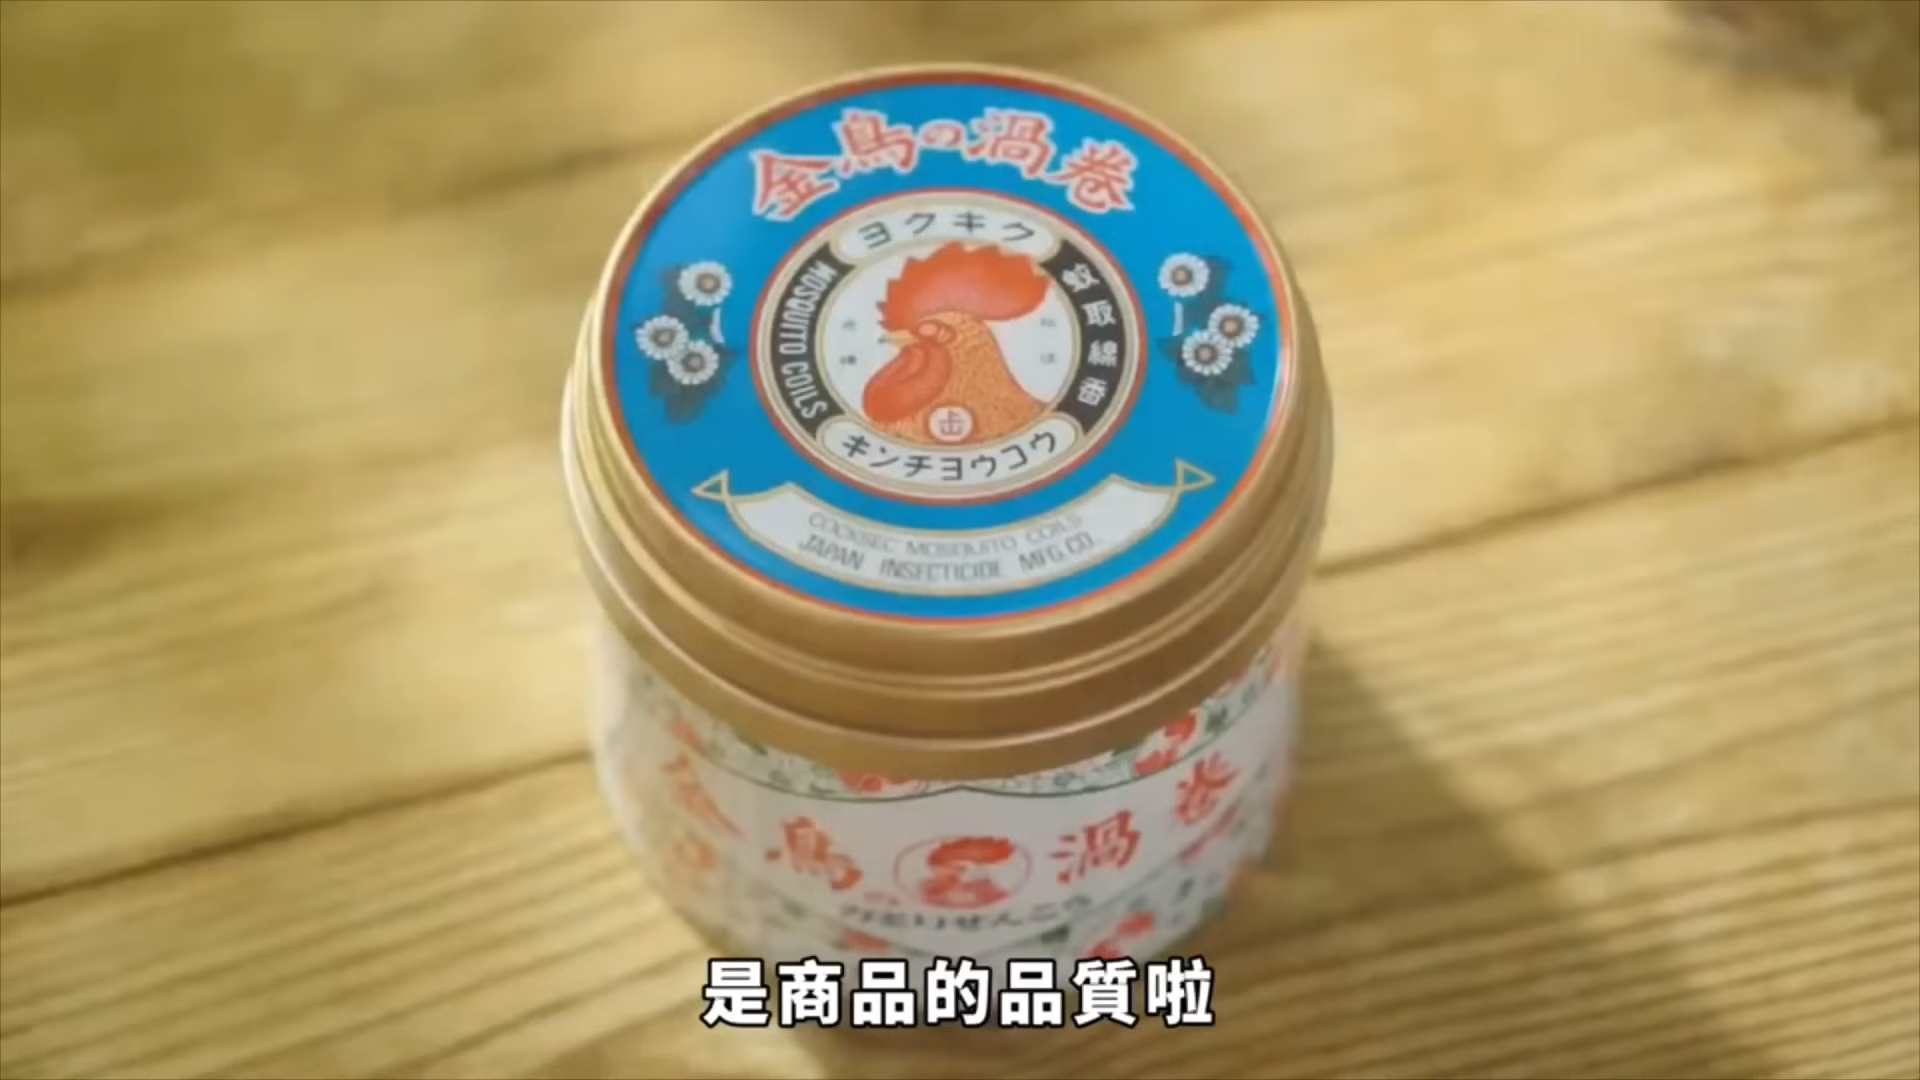 金鳥の渦巻
ヨクキク
MOSQUITO COILS
蚊取線香
キンチヨウコウ
COCKSEC MOSQUITO COILS
JAPAN INSECTICIDE MFG.CO.
金鳥の渦巻
是商品的品質啦